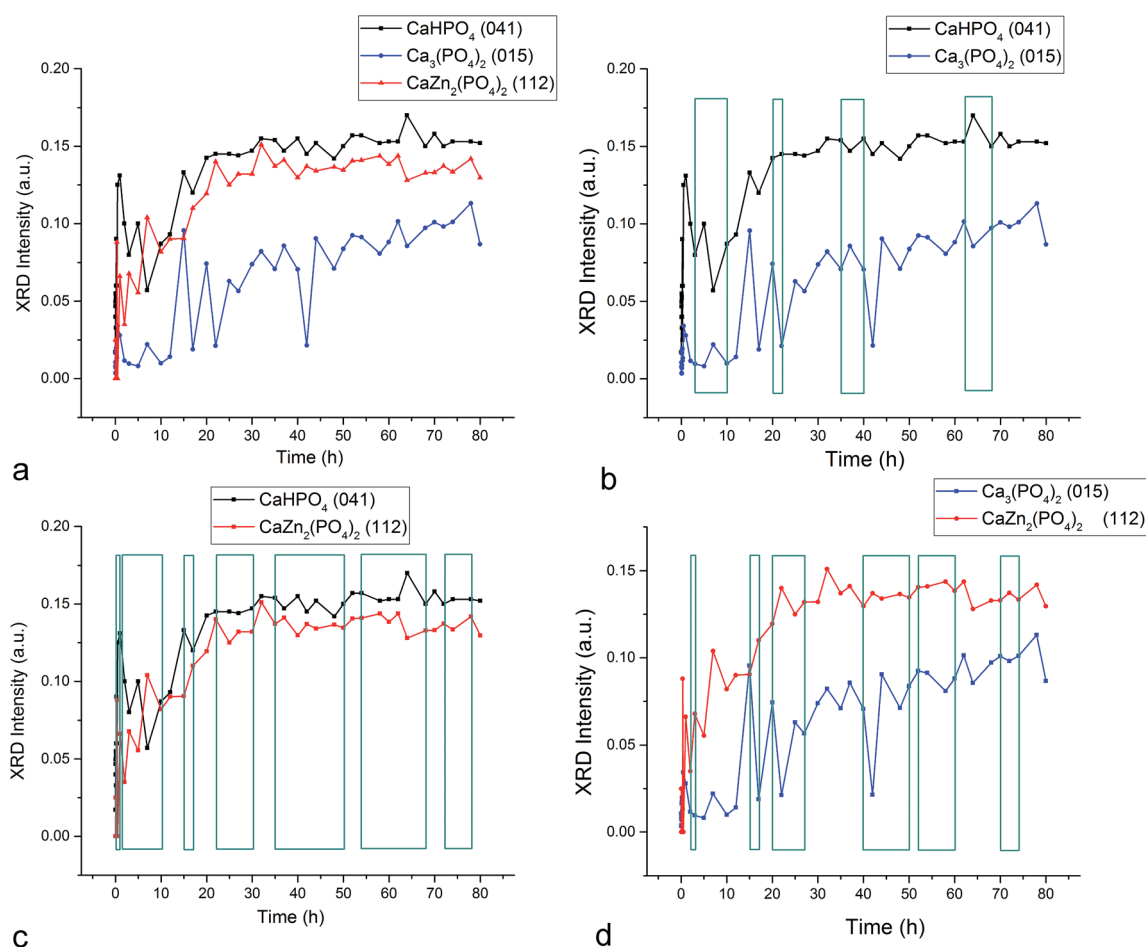 CaHPO₄ (041)
Ca₃(PO₄)₂ (015)
CaZn₂(PO₄)₂ (112)
0.20
0.15
0.10
0.05
0.00
XRD Intensity (a.u.)
0 10 20 30 40 50 60 70 80
Time (h)
a
CaHPO₄ (041)
Ca₃(PO₄)₂ (015)
0.20
0.15
0.10
0.05
0.00
XRD Intensity (a.u.)
0 10 20 30 40 50 60 70 80
Time (h)
b
CaHPO₄ (041)
CaZn₂(PO₄)₂ (112)
0.20
0.15
0.10
0.05
0.00
XRD Intensity (a.u.)
0 10 20 30 40 50 60 70 80
Time (h)
c
Ca₃(PO₄)₂ (015)
CaZn₂(PO₄)₂ (112)
0.15
0.10
0.05
0.00
XRD Intensity (a.u.)
0 10 20 30 40 50 60 70 80
Time (h)
d